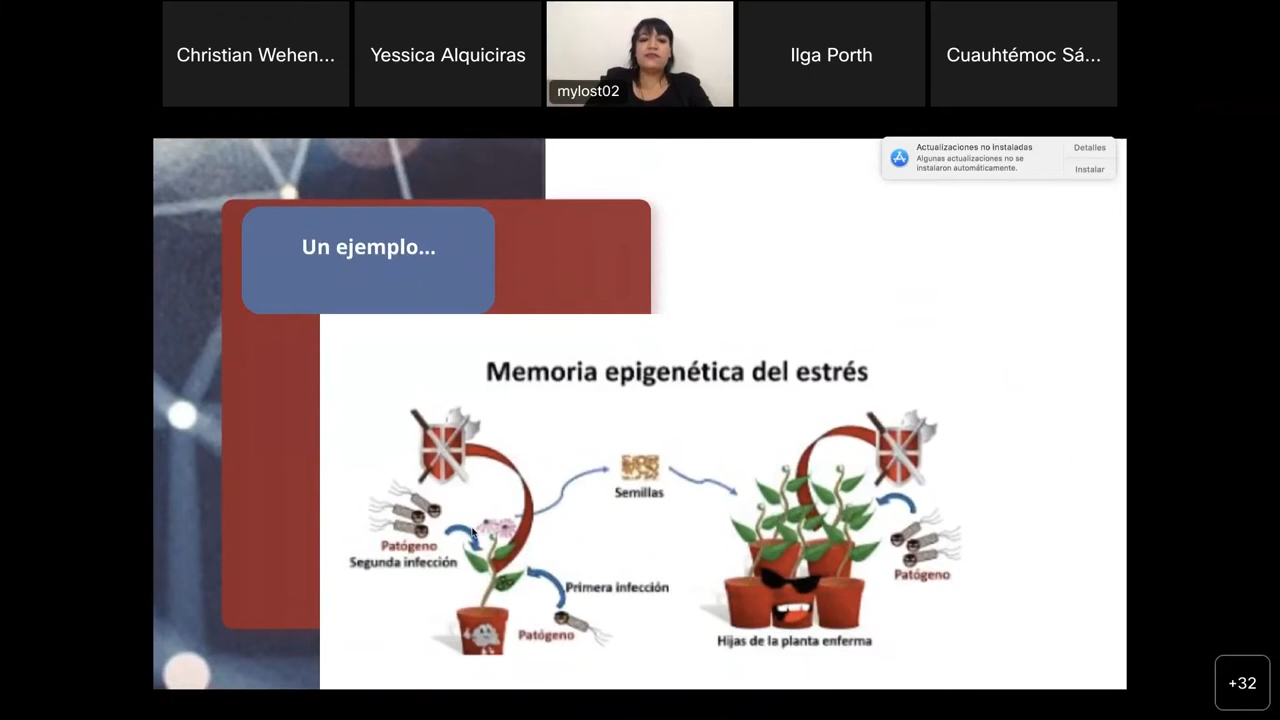 Christian Wehen...
Yessica Alquiciras
mylost02
Ilga Porth
Cuauhtémoc Sá...
Actualizaciones no instaladas
Algunas actualizaciones no se
instalaron automáticamente.
Detalles
Instalar
Un ejemplo...
Memoria epigenética del estrés
Semillas
Patógeno
Segunda infección
Primera infección
Patógeno
Patógeno
Hijas de la planta enferma
+32